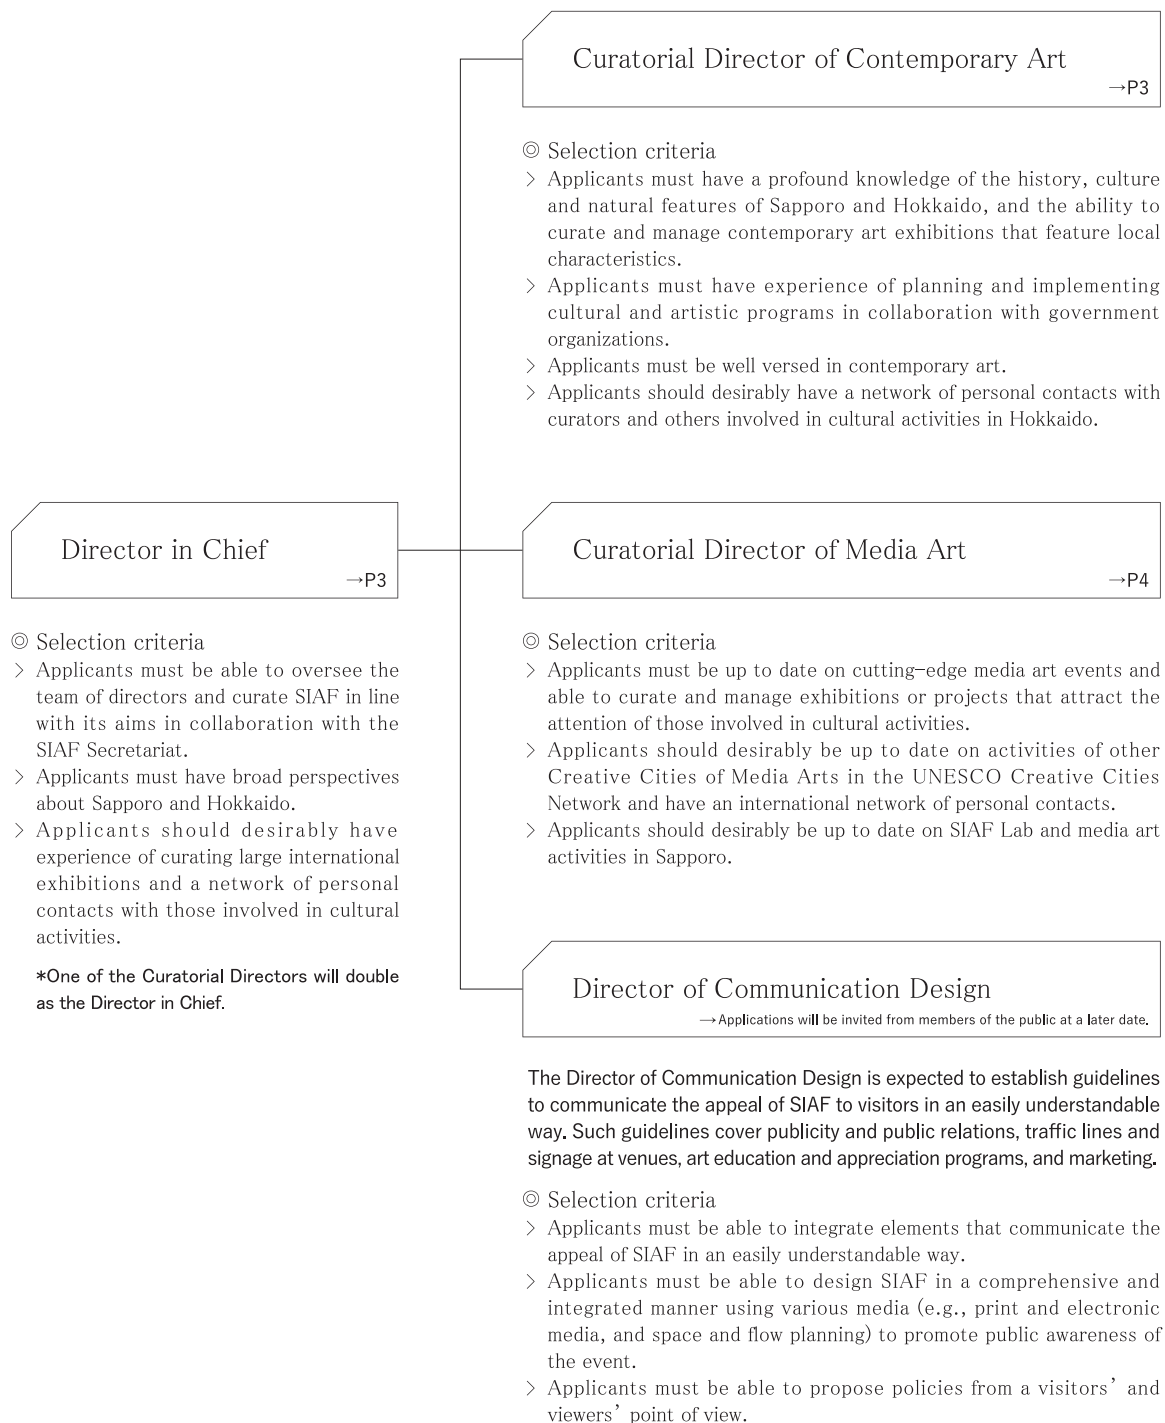 Curatorial Director of Contemporary Art
→P3
◎ Selection criteria
> Applicants must have a profound knowledge of the history, culture
and natural features of Sapporo and Hokkaido, and the ability to
curate and manage contemporary art exhibitions that feature local
characteristics.
> Applicants must have experience of planning and implementing
cultural and artistic programs in collaboration with government
organizations.
> Applicants must be well versed in contemporary art.
> Applicants should desirably have a network of personal contacts with
curators and others involved in cultural activities in Hokkaido.
Director in Chief
→P3
◎ Selection criteria
> Applicants must be able to oversee the
team of directors and curate SIAF in line
with its aims in collaboration with the
SIAF Secretariat.
> Applicants must have broad perspectives
about Sapporo and Hokkaido.
> Applicants should desirably have
experience of curating large international
exhibitions and a network of personal
contacts with those involved in cultural
activities.
*One of the Curatorial Directors will double
as the Director in Chief.
Curatorial Director of Media Art
→P4
◎ Selection criteria
> Applicants must be up to date on cutting-edge media art events and
able to curate and manage exhibitions or projects that attract the
attention of those involved in cultural activities.
> Applicants should desirably be up to date on activities of other
Creative Cities of Media Arts in the UNESCO Creative Cities
Network and have an international network of personal contacts.
> Applicants should desirably be up to date on SIAF Lab and media art
activities in Sapporo.
Director of Communication Design
→Applications will be invited from members of the public at a later date.
The Director of Communication Design is expected to establish guidelines
to communicate the appeal of SIAF to visitors in an easily understandable
way. Such guidelines cover publicity and public relations, traffic lines and
signage at venues, art education and appreciation programs, and marketing.
◎ Selection criteria
> Applicants must be able to integrate elements that communicate the
appeal of SIAF in an easily understandable way.
> Applicants must be able to design SIAF in a comprehensive and
integrated manner using various media (e.g., print and electronic
media, and space and flow planning) to promote public awareness of
the event.
> Applicants must be able to propose policies from a visitors’ and
viewers’ point of view.